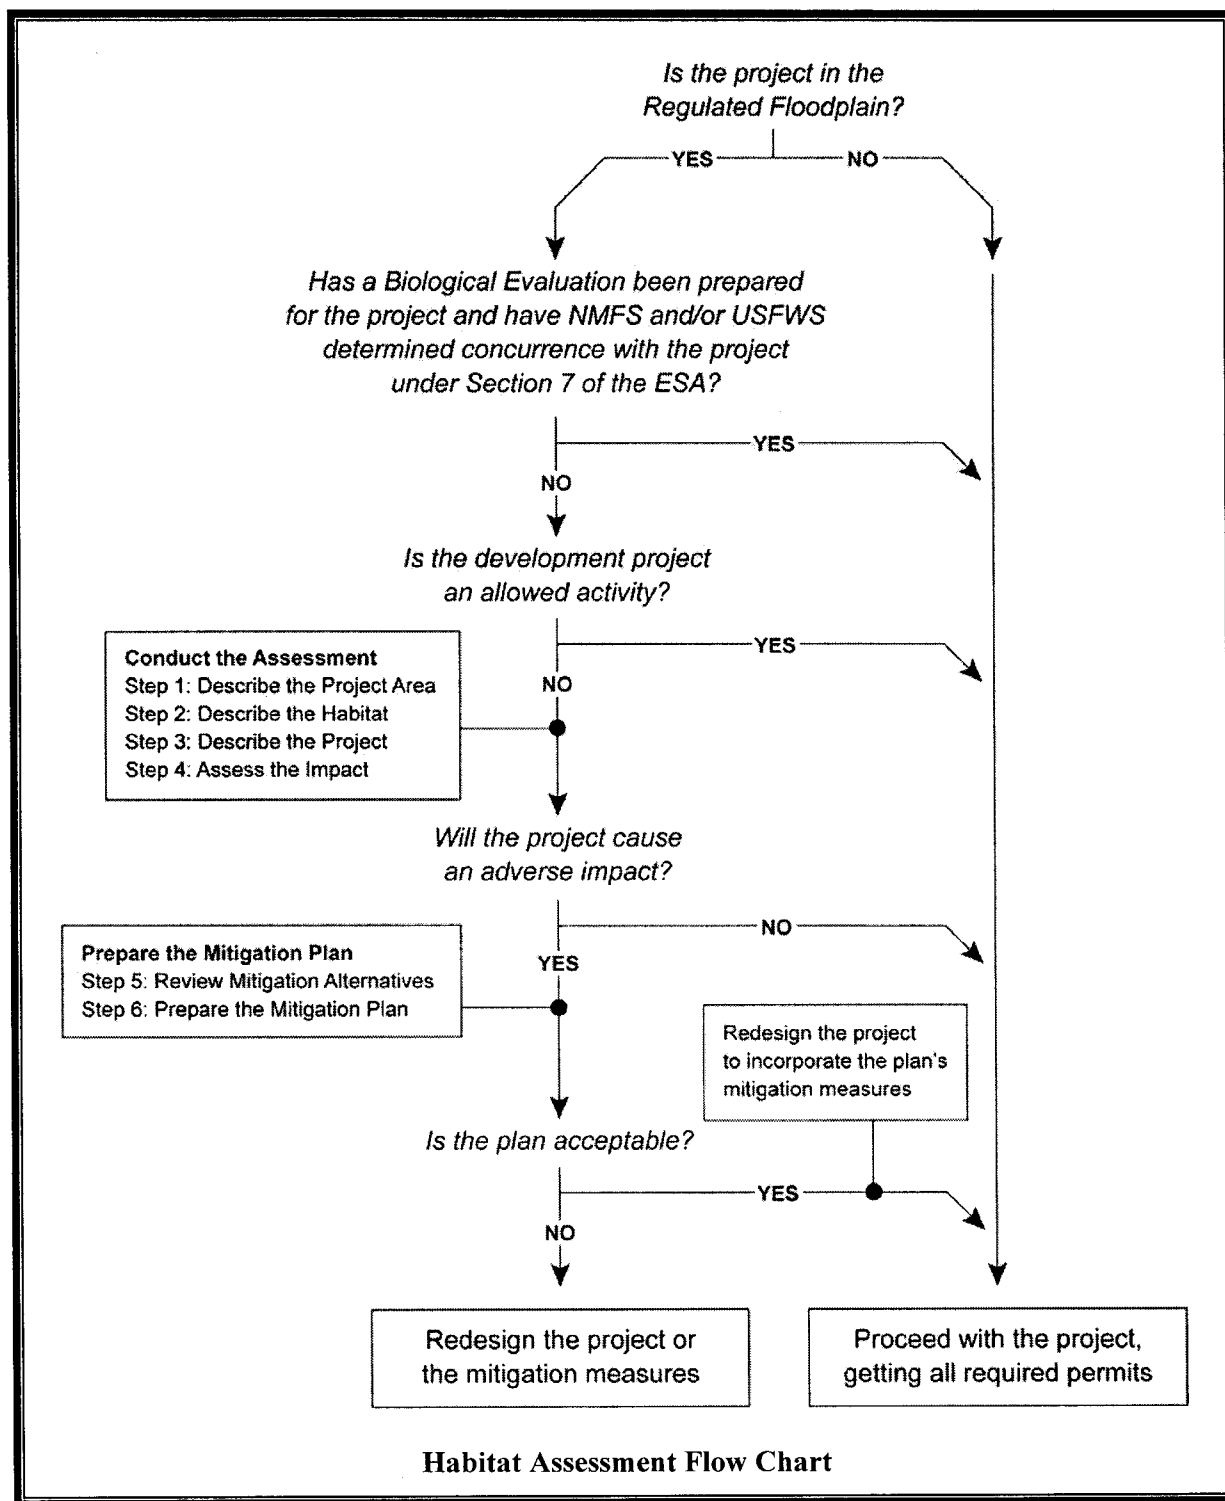 Is the project in the
Regulated Floodplain?
YES
NO
Has a Biological Evaluation been prepared
for the project and have NMFS and/or USFWS
determined concurrence with the project
under Section 7 of the ESA?
YES
NO
Is the development project
an allowed activity?
YES
Conduct the Assessment
Step 1: Describe the Project Area
Step 2: Describe the Habitat
Step 3: Describe the Project
Step 4: Assess the Impact
NO
Will the project cause
an adverse impact?
NO
Prepare the Mitigation Plan
Step 5: Review Mitigation Alternatives
Step 6: Prepare the Mitigation Plan
YES
Redesign the project
to incorporate the plan's
mitigation measures
Is the plan acceptable?
YES
NO
Redesign the project or
the mitigation measures
Proceed with the project,
getting all required permits
Habitat Assessment Flow Chart